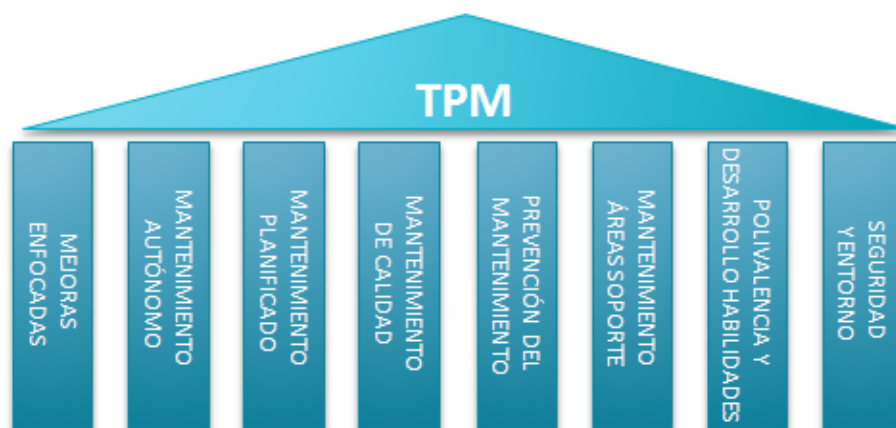 TPM
MEJORAS
ENFOCADAS
MANTENIMIENTO
AUTÓNOMO
MANTENIMIENTO
PLANIFICADO
MANTENIMIENTO
DE CALIDAD
PREVENCIÓN DEL
MANTENIMIENTO
MANTENIMIENTO
ÁREAS SOPORTE
POLIVALENCIA Y
DESARROLLO HABILIDADES
SEGURIDAD
Y ENTORNO